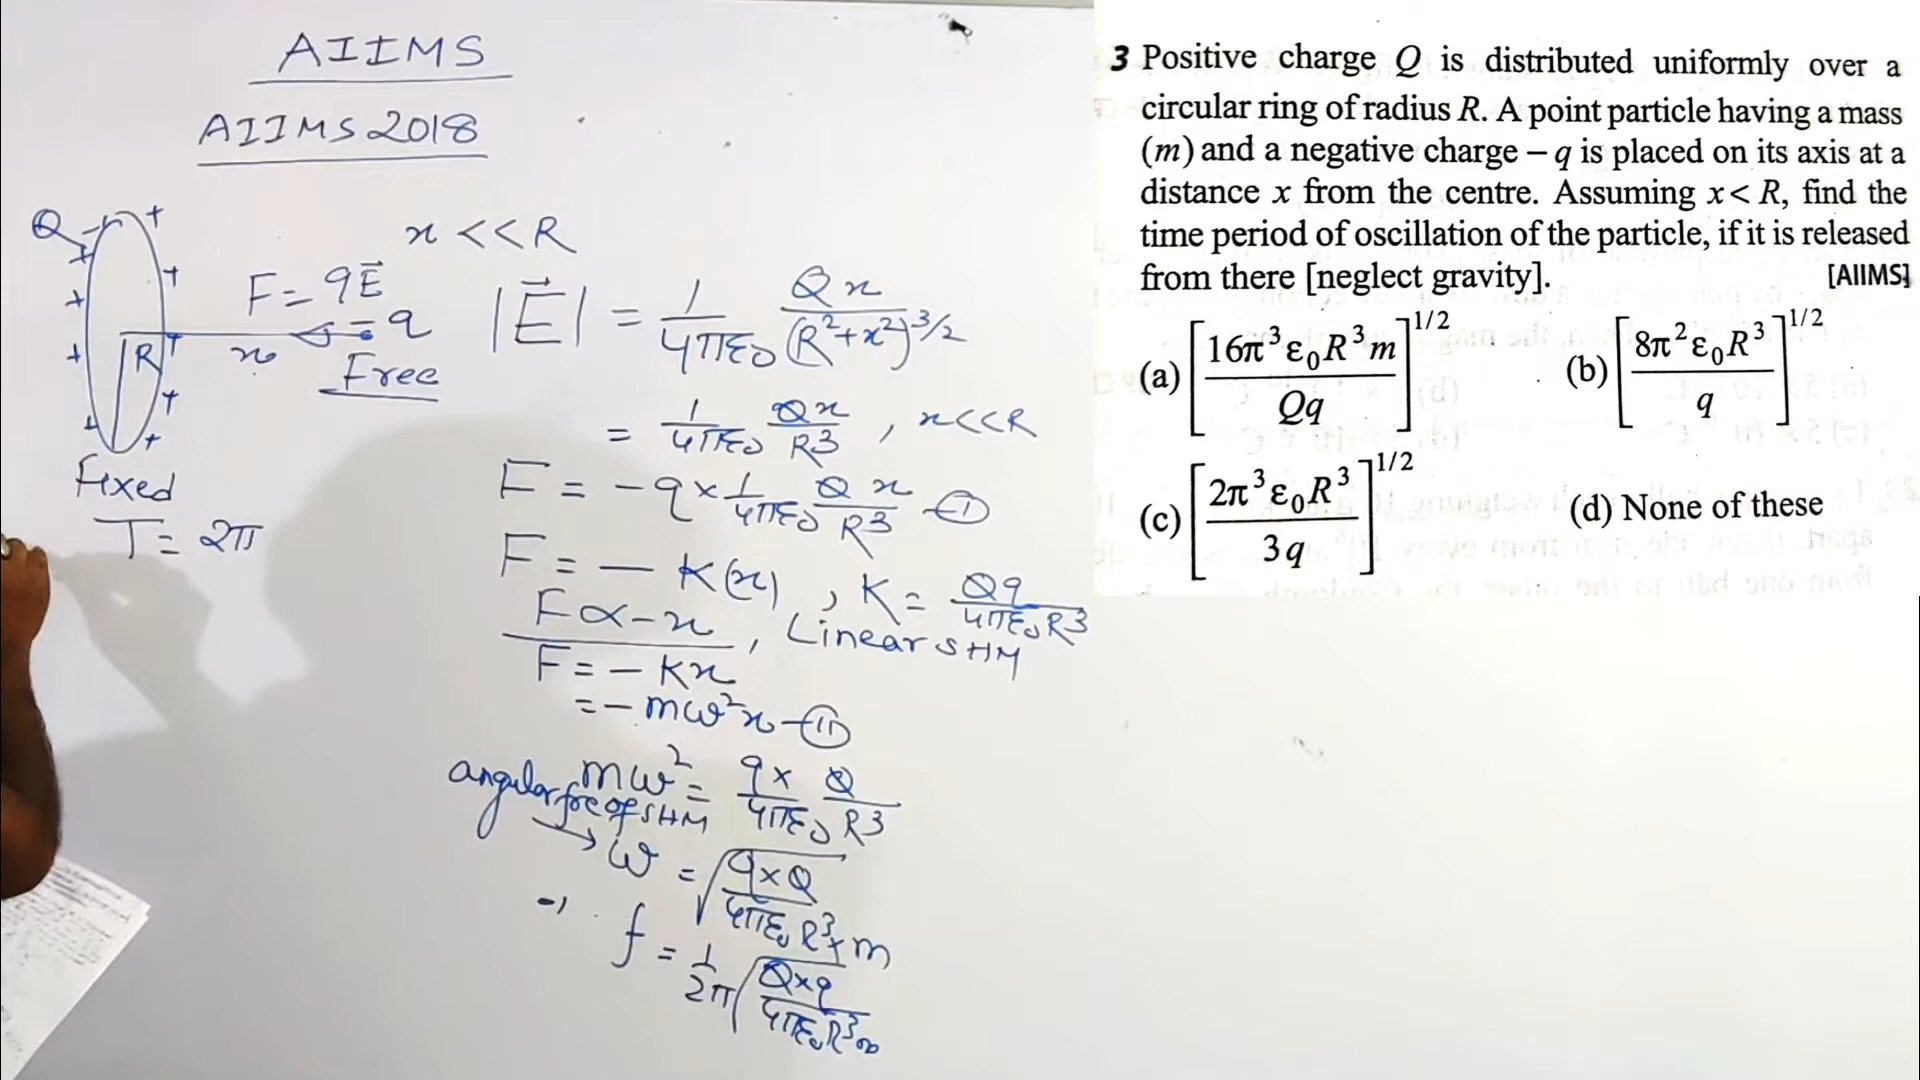 AIIMS
AIIMS 2018
Q
x << R
F = qE⃗
-q
R
x
Free
Fixed
T = 2π
|E⃗| = 1/4πε₀ Qx/(R²+x²)^3/2
= 1/4πε₀ Qx/R³ , x<<R
F = -q × 1/4πε₀ Q x/R³ — (I)
F = - K(x) , K = Qq/4πε₀R³
F ∝ -x , Linear SHM
F = - Kx
= - mω²x — (II)
mω² = q×/4πε₀ Q/R³
angular fre of SHM
→ ω = √(q×Q/4πε₀R³×m)
f = 1/2π √(Q×q/4πε₀R³m)
3 Positive charge Q is distributed uniformly over a
circular ring of radius R. A point particle having a mass
(m) and a negative charge – q is placed on its axis at a
distance x from the centre. Assuming x < R, find the
time period of oscillation of the particle, if it is released
from there [neglect gravity]. [AIIMS]
(a) [16π³ε₀R³m / Qq]^1/2 (b) [8π²ε₀R³ / q]^1/2
(c) [2π³ε₀R³ / 3q]^1/2 (d) None of these